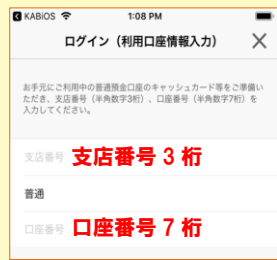 KABiOS 1:08 PM
ログイン（利用口座情報入力） ×
お手元にご利用中の普通預金口座のキャッシュカード等をご準備い
ただき、支店番号（半角数字3桁）、口座番号（半角数字7桁）を
入力してください。
支店番号 支店番号 3 桁
普通
口座番号 口座番号 7 桁